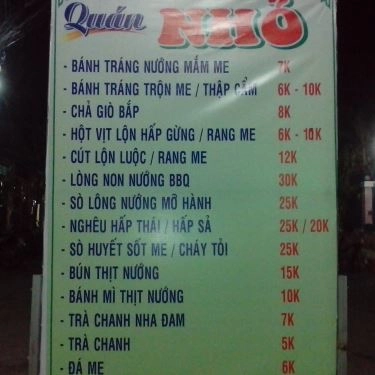 Quán NHỎ
- BÁNH TRÁNG NƯỚNG MẮM ME 7K
- BÁNH TRÁNG TRỘN ME / THẬP CẨM 6K - 10K
- CHẢ GIÒ BẮP 8K
- HỘT VỊT LỘN HẤP GỪNG / RANG ME 6K - 10K
- CÚT LỘN LUỘC / RANG ME 12K
- LÒNG NON NƯỚNG BBQ 30K
- SÒ LÔNG NƯỚNG MỠ HÀNH 25K
- NGHÊU HẤP THÁI / HẤP SẢ 25K / 20K
- SÒ HUYẾT SỐT ME / CHÁY TỎI 25K
- BÚN THỊT NƯỚNG 15K
- BÁNH MÌ THỊT NƯỚNG 10K
- TRÀ CHANH NHA ĐAM 7K
- TRÀ CHANH 5K
- ĐÁ ME 6K